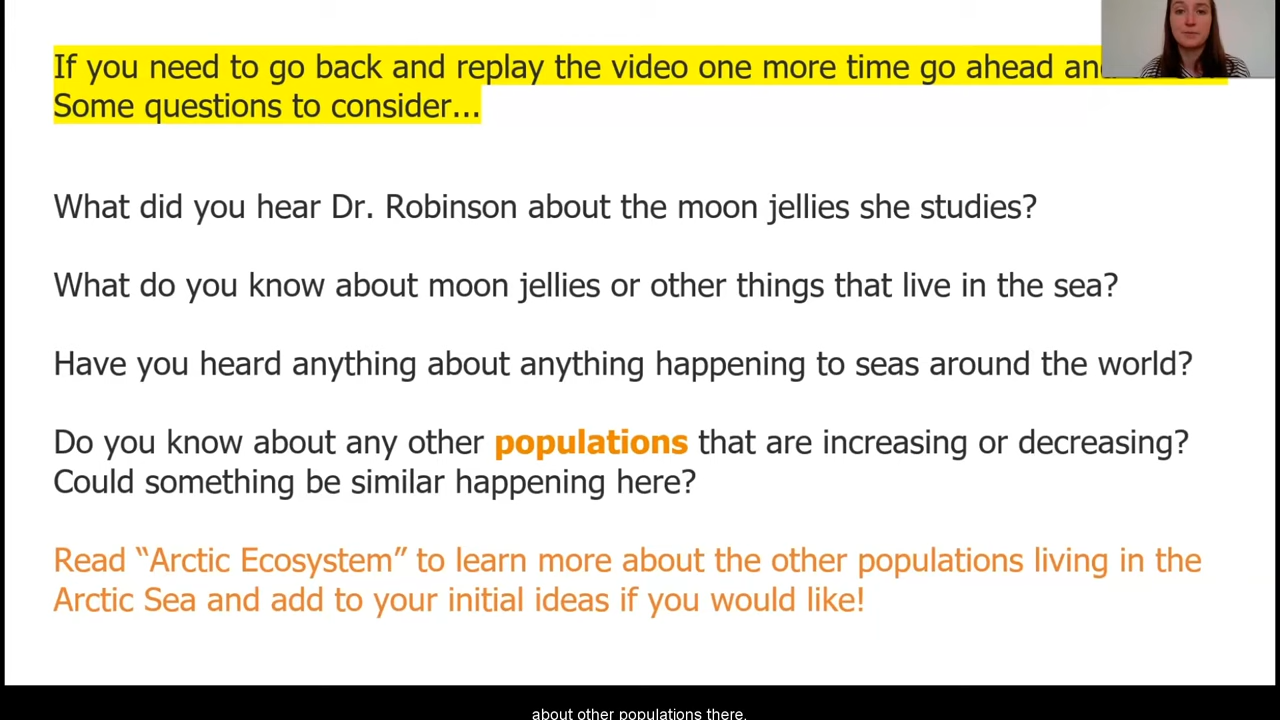 If you need to go back and replay the video one more time go ahead and
Some questions to consider...
What did you hear Dr. Robinson about the moon jellies she studies?
What do you know about moon jellies or other things that live in the sea?
Have you heard anything about anything happening to seas around the world?
Do you know about any other populations that are increasing or decreasing?
Could something be similar happening here?
Read “Arctic Ecosystem” to learn more about the other populations living in the
Arctic Sea and add to your initial ideas if you would like!
about other populations there.